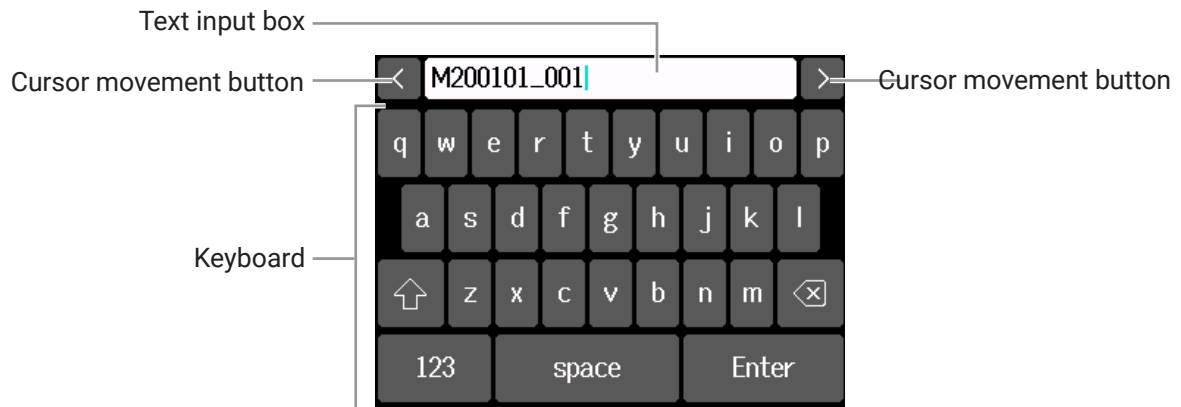 Text input box
Cursor movement button
< M200101_001 >
Cursor movement button
q w e r t y u i o p
a s d f g h j k l
Keyboard
z x c v b n m
123 space Enter